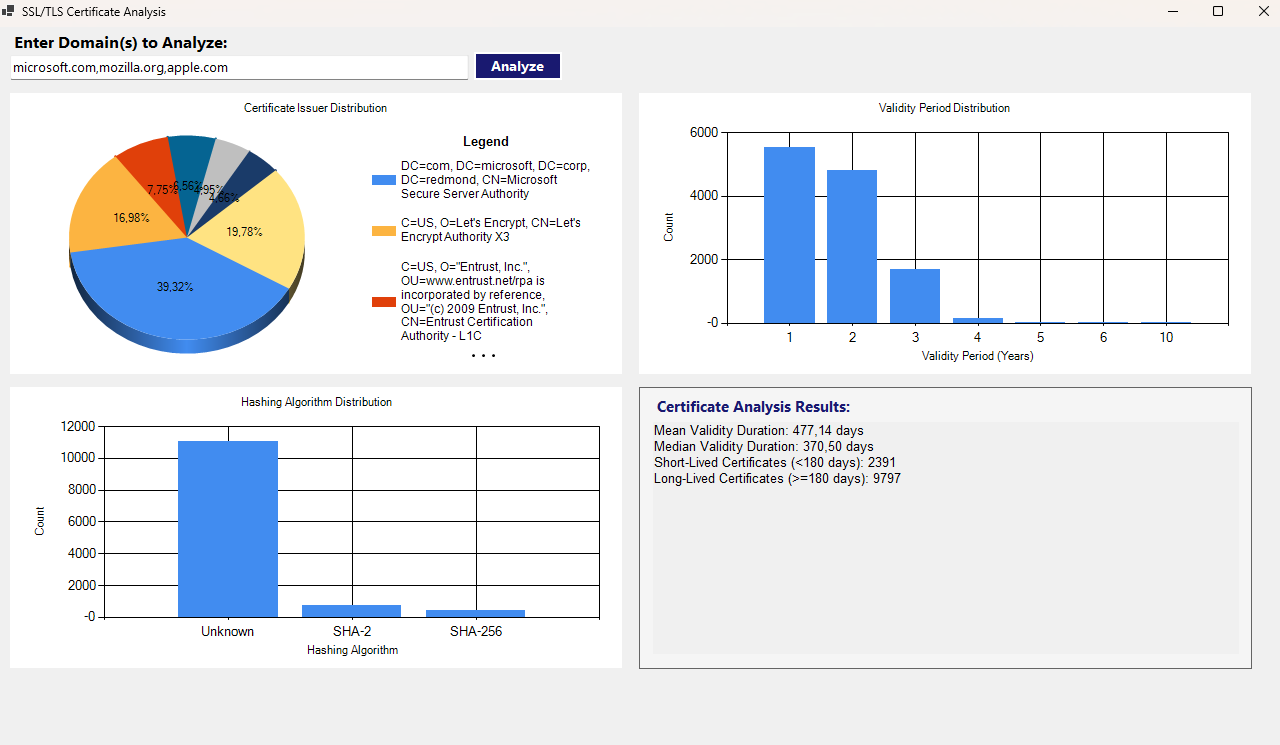 SSL/TLS Certificate Analysis
Enter Domain(s) to Analyze:
microsoft.com,mozilla.org,apple.com
Analyze
Certificate Issuer Distribution
7,75%
6,56%
4,95%
4,66%
16,98%
19,78%
39,32%
Legend
DC=com, DC=microsoft, DC=corp,
DC=redmond, CN=Microsoft
Secure Server Authority
C=US, O=Let's Encrypt, CN=Let's
Encrypt Authority X3
C=US, O="Entrust, Inc.",
OU=www.entrust.net/rpa is
incorporated by reference,
OU="(c) 2009 Entrust, Inc.",
CN=Entrust Certification
Authority - L1C
...
Validity Period Distribution
Count
6000
4000
2000
-0
1 2 3 4 5 6 10
Validity Period (Years)
Hashing Algorithm Distribution
Count
12000
10000
8000
6000
4000
2000
-0
Unknown SHA-2 SHA-256
Hashing Algorithm
Certificate Analysis Results:
Mean Validity Duration: 477,14 days
Median Validity Duration: 370,50 days
Short-Lived Certificates (<180 days): 2391
Long-Lived Certificates (>=180 days): 9797